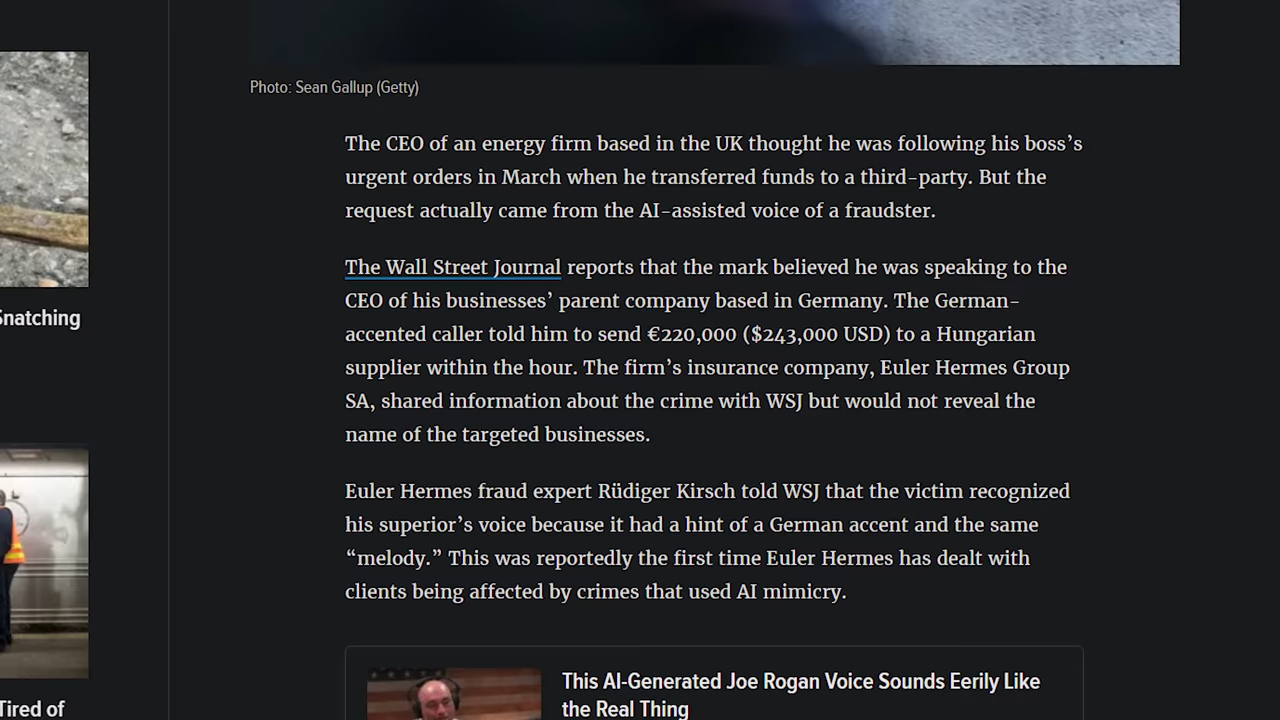 Photo: Sean Gallup (Getty)
The CEO of an energy firm based in the UK thought he was following his boss’s
urgent orders in March when he transferred funds to a third-party. But the
request actually came from the AI-assisted voice of a fraudster.
The Wall Street Journal reports that the mark believed he was speaking to the
CEO of his businesses’ parent company based in Germany. The German-
accented caller told him to send €220,000 ($243,000 USD) to a Hungarian
supplier within the hour. The firm’s insurance company, Euler Hermes Group
SA, shared information about the crime with WSJ but would not reveal the
name of the targeted businesses.
Euler Hermes fraud expert Rüdiger Kirsch told WSJ that the victim recognized
his superior’s voice because it had a hint of a German accent and the same
“melody.” This was reportedly the first time Euler Hermes has dealt with
clients being affected by crimes that used AI mimicry.
This AI-Generated Joe Rogan Voice Sounds Eerily Like
the Real Thing
Snatching
Tired of